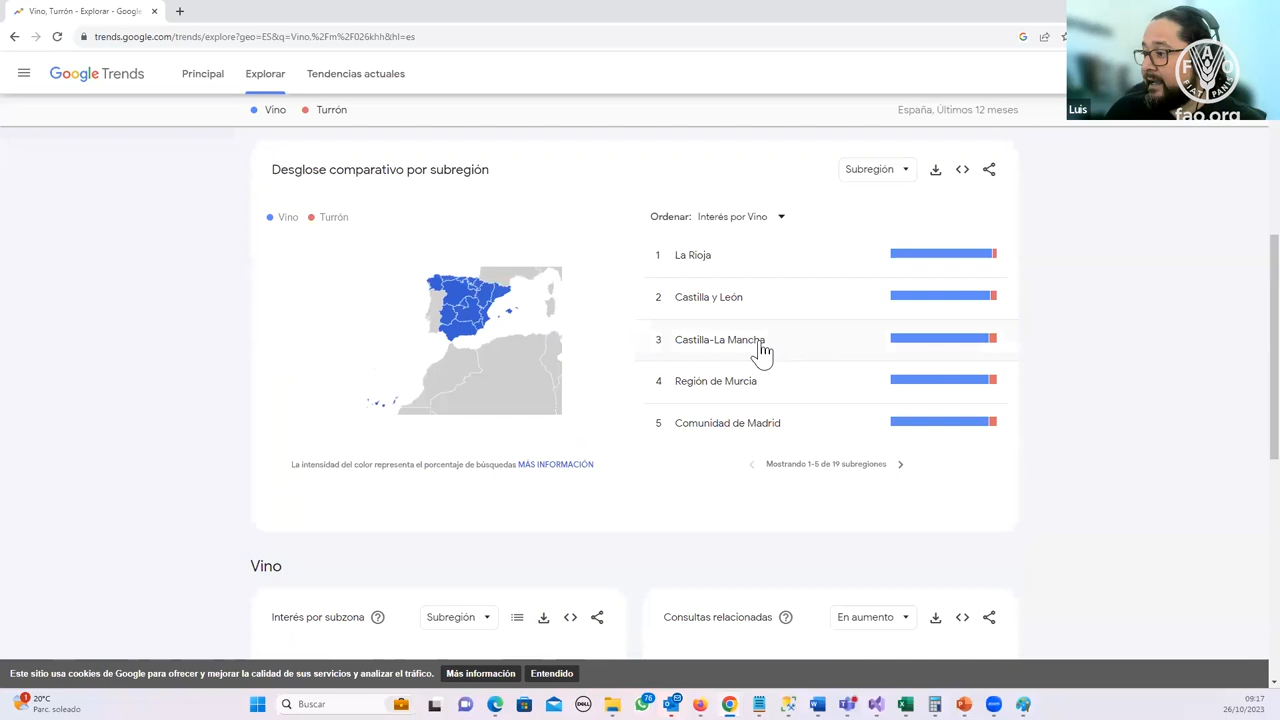 Vino, Turrón - Explorar - Google
trends.google.com/trends/explore?geo=ES&q=Vino,%2Fm%2F026khh&hl=es
Google Trends
Principal
Explorar
Tendencias actuales
Luis
FAO
FIAT PANIS
fao.org
Vino
Turrón
España, Últimos 12 meses
Desglose comparativo por subregión
Subregión
Vino
Turrón
Ordenar: Interés por Vino
1 La Rioja
2 Castilla y León
3 Castilla-La Mancha
4 Región de Murcia
5 Comunidad de Madrid
La intensidad del color representa el porcentaje de búsquedas MÁS INFORMACIÓN
Mostrando 1-5 de 19 subregiones
Vino
Interés por subzona
Subregión
Consultas relacionadas
En aumento
Este sitio usa cookies de Google para ofrecer y mejorar la calidad de sus servicios y analizar el tráfico.
Más información
Entendido
1
20°C
Parc. soleado
Buscar
DELL
76
09:17
26/10/2023